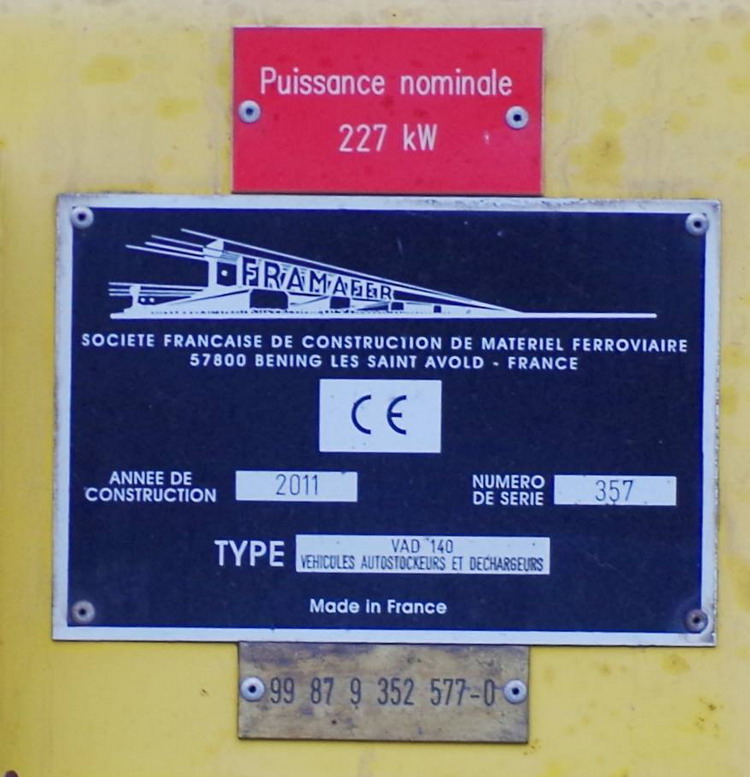 Puissance nominale
227 kW
FRAMAFER
SOCIETE FRANCAISE DE CONSTRUCTION DE MATERIEL FERROVIAIRE
57800 BENING LES SAINT AVOLD - FRANCE
CE
ANNEE DE
CONSTRUCTION
2011
NUMERO
DE SERIE
357
TYPE
VAD 140
VEHICULES AUTOSTOCKEURS ET DECHARGEURS
Made in France
99 87 9 352 577-0